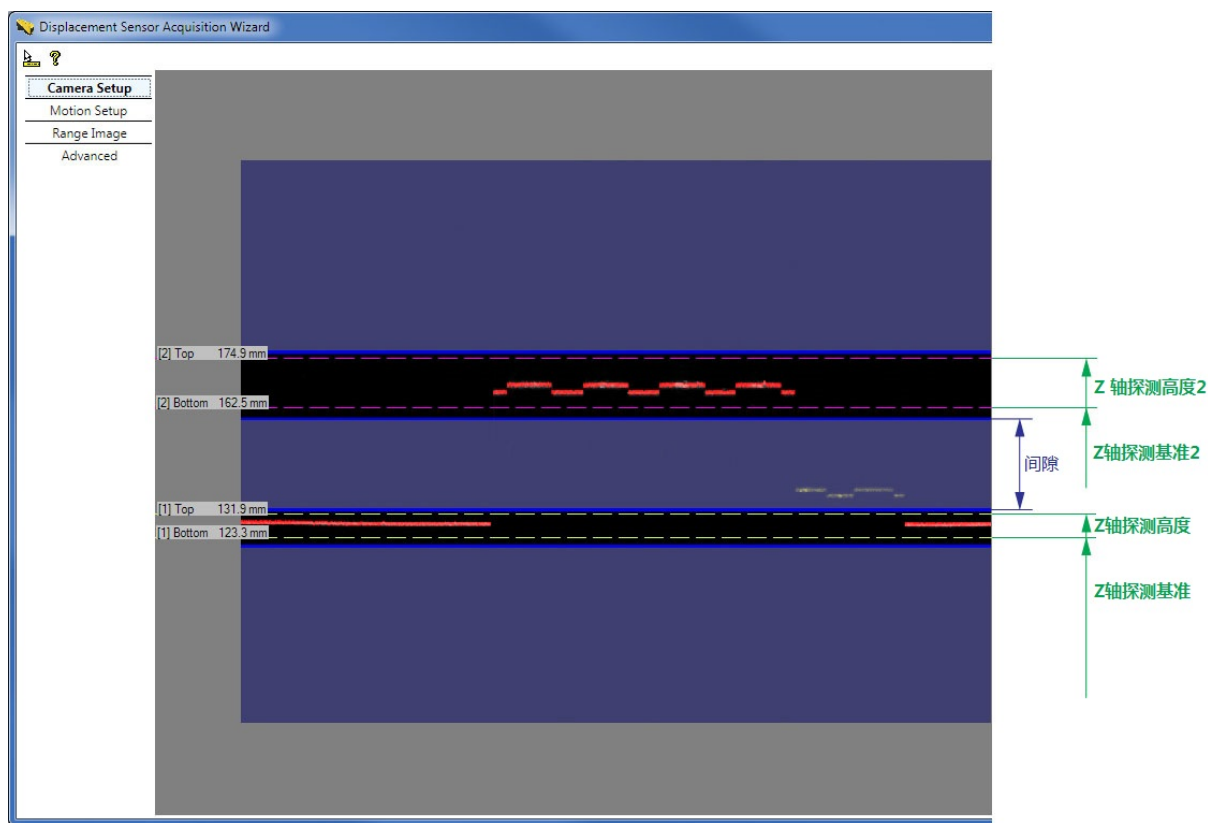 Displacement Sensor Acquisition Wizard
Camera Setup
Motion Setup
Range Image
Advanced
[2] Top 174.9 mm
[2] Bottom 162.5 mm
[1] Top 131.9 mm
[1] Bottom 123.3 mm
Z 轴探测高度2
Z轴探测基准2
间隙
Z轴探测高度
Z轴探测基准